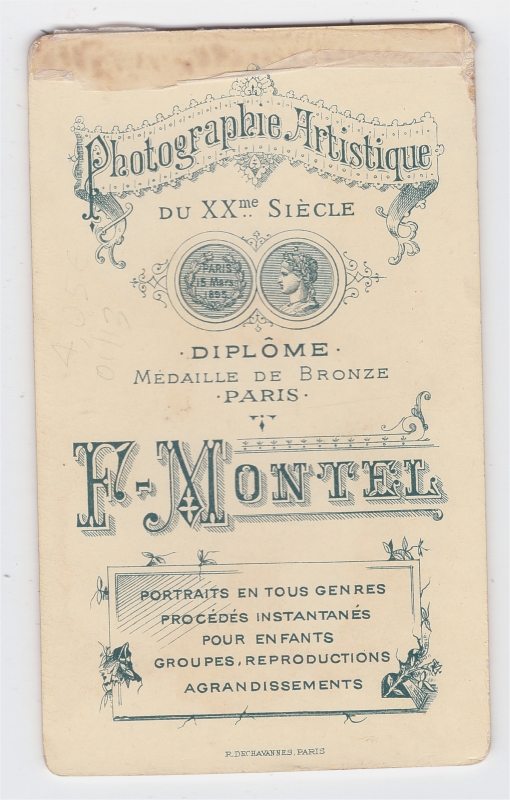 Photographie Artistique
DU XXme SIÈCLE
PARIS
15 Mars
DIPLÔME
MÉDAILLE DE BRONZE
PARIS
F-MONTEL
PORTRAITS EN TOUS GENRES
PROCÉDÉS INSTANTANÉS
POUR ENFANTS
GROUPES, REPRODUCTIONS
AGRANDISSEMENTS
R. DECHAVANNES, PARIS